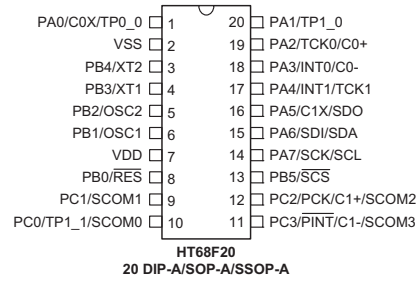 PA0/C0X/TP0_0 1 20 PA1/TP1_0
VSS 2 19 PA2/TCK0/C0+
PB4/XT2 3 18 PA3/INT0/C0-
PB3/XT1 4 17 PA4/INT1/TCK1
PB2/OSC2 5 16 PA5/C1X/SDO
PB1/OSC1 6 15 PA6/SDI/SDA
VDD 7 14 PA7/SCK/SCL
PB0/RES 8 13 PB5/SCS
PC1/SCOM1 9 12 PC2/PCK/C1+/SCOM2
PC0/TP1_1/SCOM0 10 11 PC3/PINT/C1-/SCOM3
HT68F20
20 DIP-A/SOP-A/SSOP-A